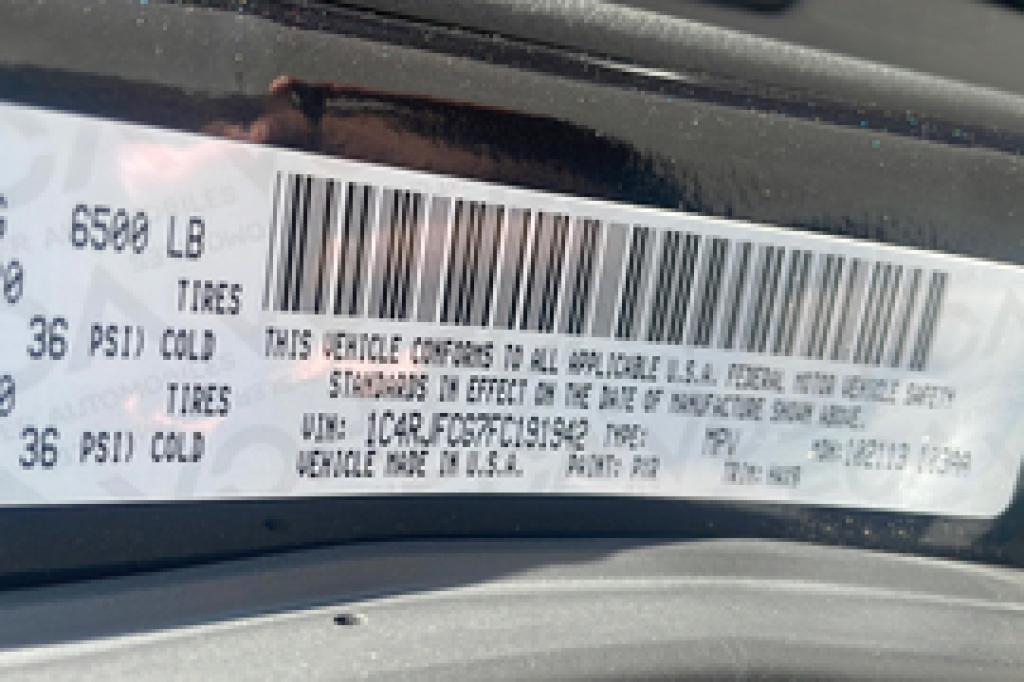 6500 LB
TIRES
36 PSI) COLD
TIRES
36 PSI) COLD
THIS VEHICLE CONFORMS TO ALL APPLICABLE U.S.A. FEDERAL MOTOR VEHICLE SAFETY
STANDARDS IN EFFECT ON THE DATE OF MANUFACTURE SHOWN ABOVE.
VIN: 1C4RJFCG7FC191942 TYPE: MPV
VEHICLE MADE IN U.S.A. PAINT: PXR TRIM: